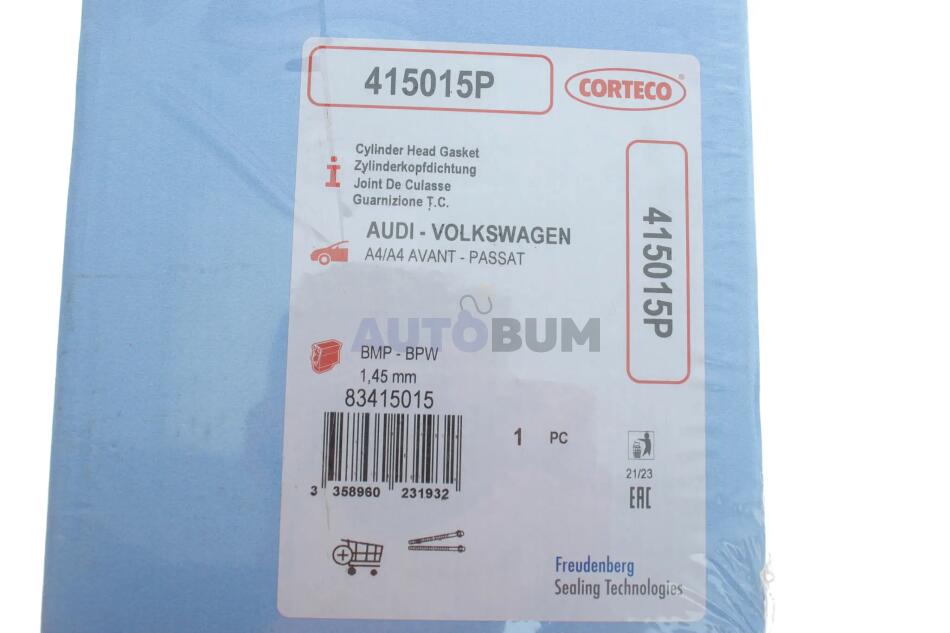 415015P
CORTECO®
Cylinder Head Gasket
Zylinderkopfdichtung
Joint De Culasse
Guarnizione T.C.
415015P
AUDI - VOLKSWAGEN
A4/A4 AVANT - PASSAT
AUTOBUM
BMP - BPW
1,45 mm
83415015
1 PC
3 358960 231932
21/23
EAC
Freudenberg
Sealing Technologies